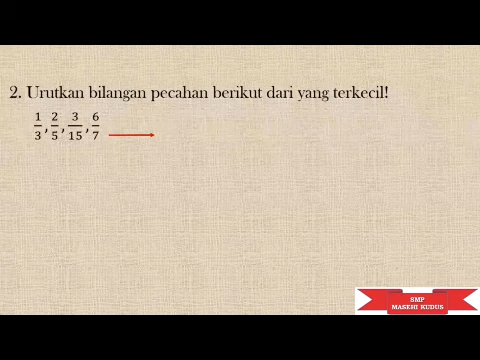 2. Urutkan bilangan pecahan berikut dari yang terkecil!
1/3, 2/5, 3/15, 6/7
SMP
MASEHI KUDUS